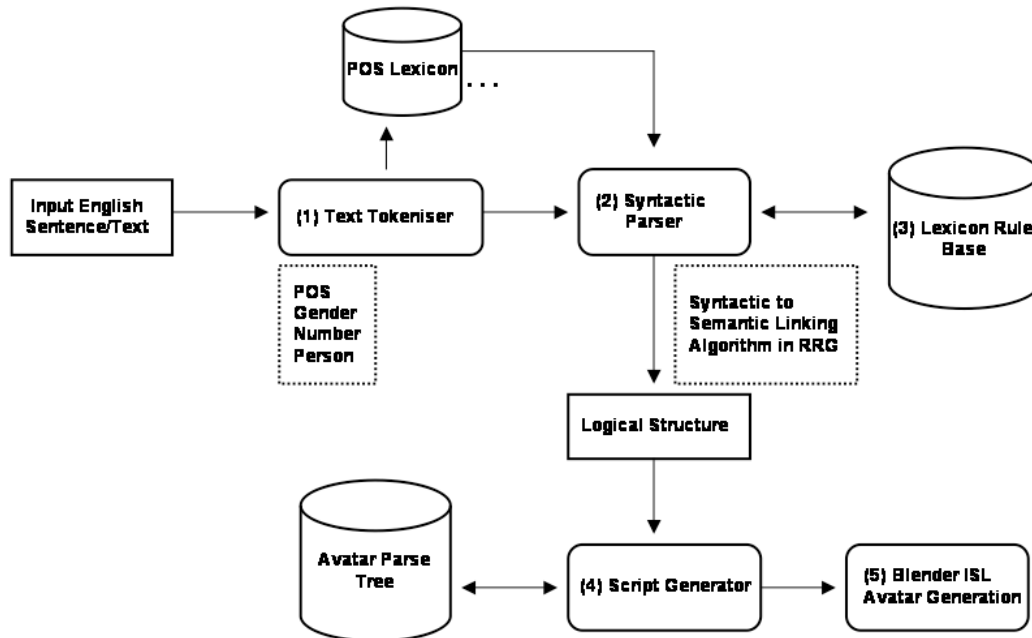 POS Lexicon
...
Input English
Sentence/Text
(1) Text Tokeniser
(2) Syntactic
Parser
(3) Lexicon Rule
Base
POS
Gender
Number
Person
Syntactic to
Semantic Linking
Algorithm in RRG
Logical Structure
Avatar Parse
Tree
(4) Script Generator
(5) Blender ISL
Avatar Generation